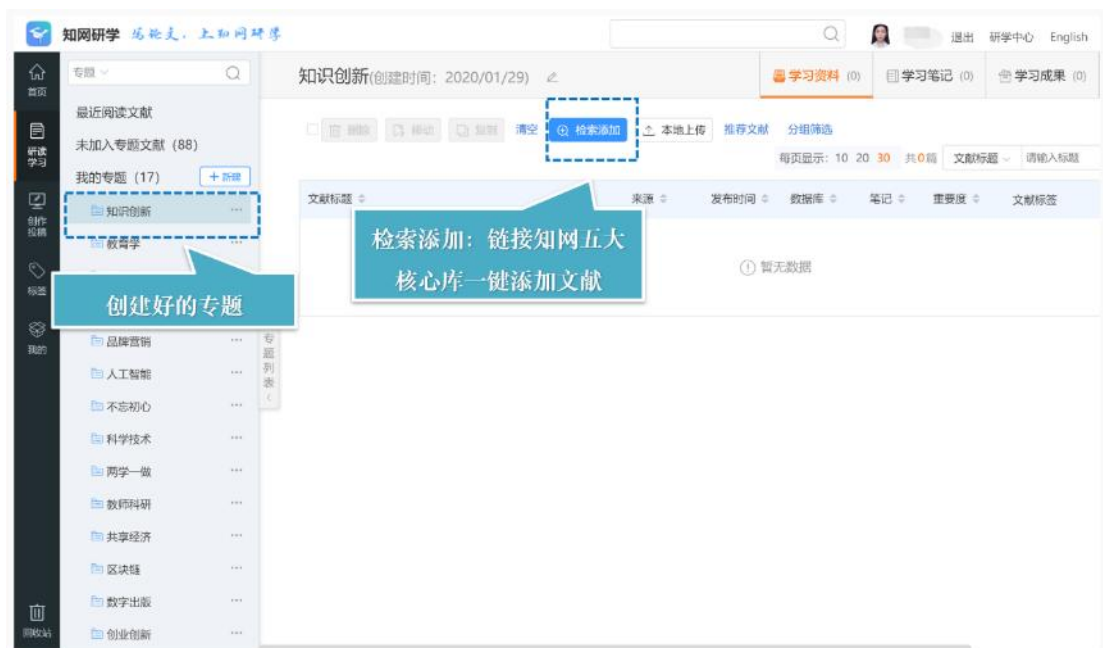 知网研学 写论文，上知网研学
退出 研学中心 English
首页
研读
学习
创作
投稿
标签
我的
回收站
专题
最近阅读文献
未加入专题文献 (88)
我的专题 (17) +新建
知识创新
教育学
创建好的专题
品牌营销
人工智能
不忘初心
科学技术
两学一做
教师科研
共享经济
区块链
数字出版
创业创新
专题列表
知识创新(创建时间: 2020/01/29)
学习资料 (0) 学习笔记 (0) 学习成果 (0)
删除 移动 复制 清空 检索添加 本地上传 推荐文献 分组筛选
每页显示: 10 20 30 共0篇 文献标题 请输入标题
文献标题 来源 发布时间 数据库 笔记 重要度 文献标签
检索添加：链接知网五大
核心库一键添加文献
暂无数据